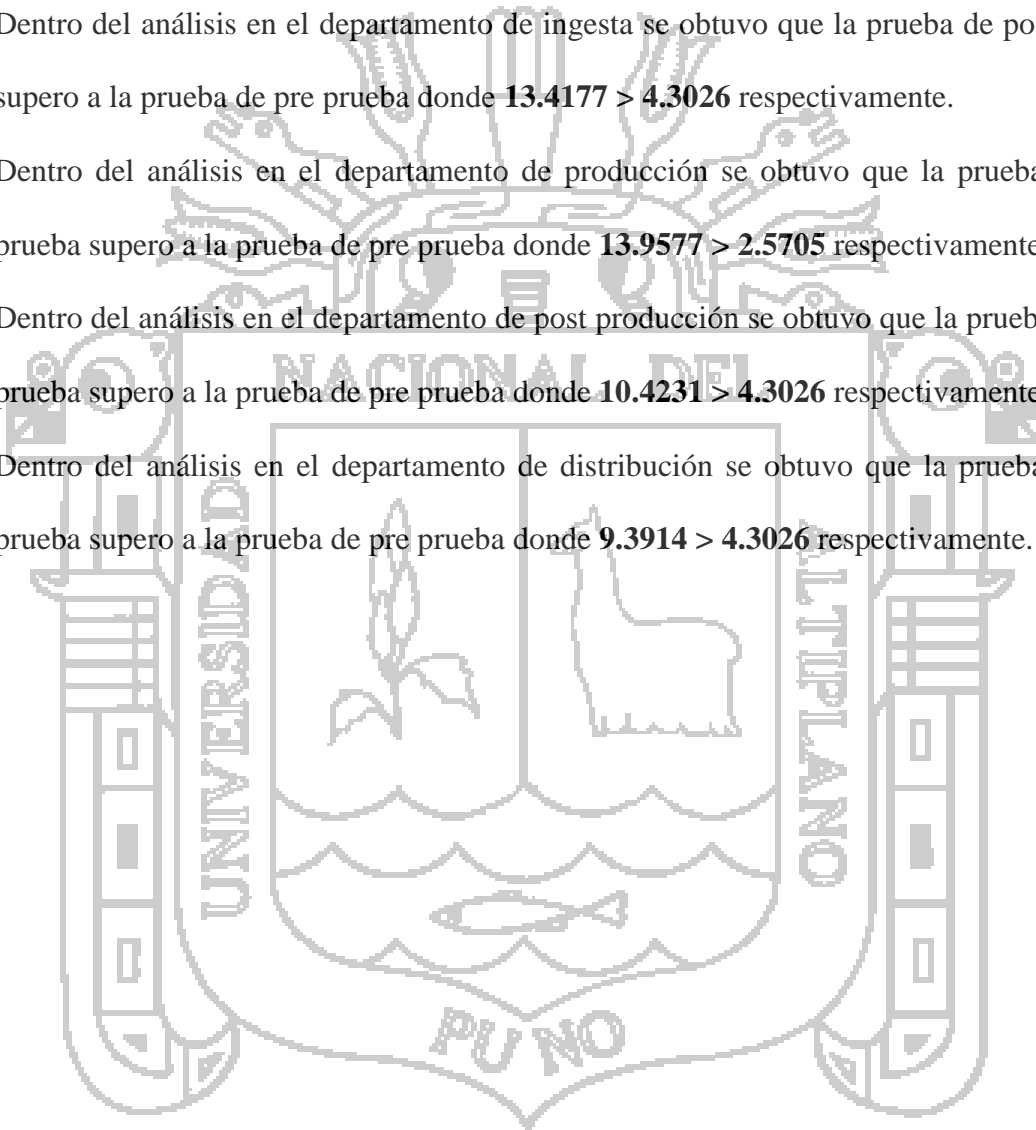 Dentro del análisis en el departamento de ingesta se obtuvo que la prueba de po
supero a la prueba de pre prueba donde 13.4177 > 4.3026 respectivamente.
Dentro del análisis en el departamento de producción se obtuvo que la prueba
prueba supero a la prueba de pre prueba donde 13.9577 > 2.5705 respectivamente
Dentro del análisis en el departamento de post producción se obtuvo que la prueb
prueba supero a la prueba de pre prueba donde 10.4231 > 4.3026 respectivamente
Dentro del análisis en el departamento de distribución se obtuvo que la prueba
prueba supero a la prueba de pre prueba donde 9.3914 > 4.3026 respectivamente.
UNIVERSIDAD
NACIONAL DEL
ALTIPLANO
PUNO